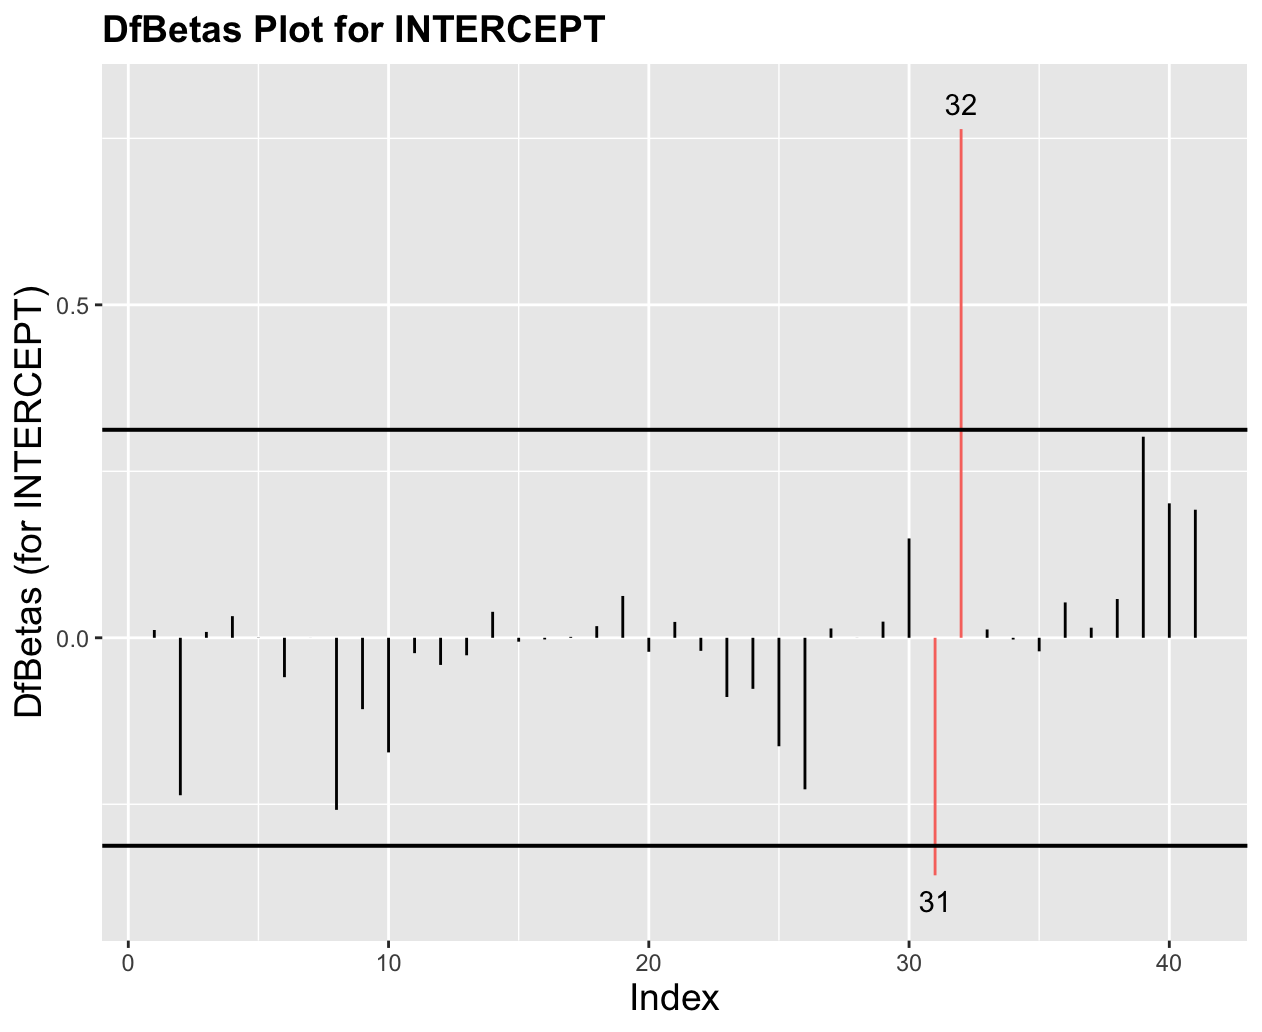 DfBetas Plot for INTERCEPT
32
0.5
DfBetas (for INTERCEPT)
0.0
31
0 10 20 30 40
Index